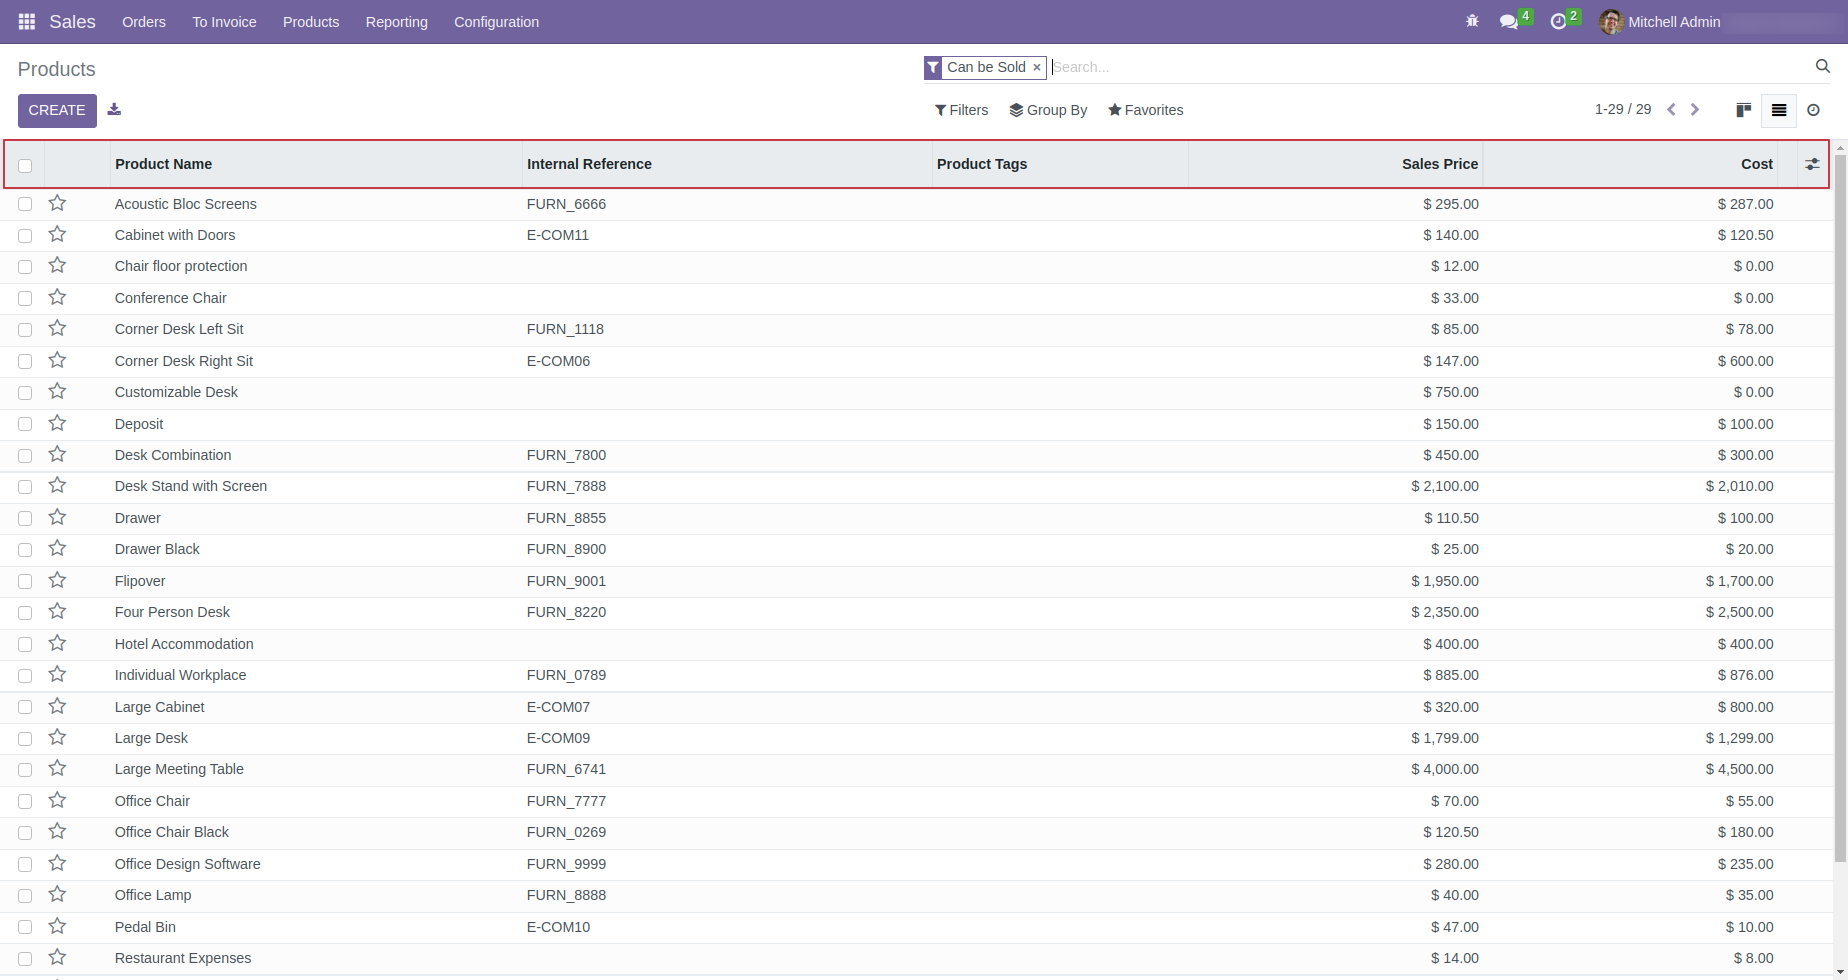 Sales Orders To Invoice Products Reporting Configuration 4 2 Mitchell Admin
Products Can be Sold × Search...
CREATE Filters Group By Favorites 1-29 / 29
Product Name Internal Reference Product Tags Sales Price Cost
Acoustic Bloc Screens FURN_6666 $ 295.00 $ 287.00
Cabinet with Doors E-COM11 $ 140.00 $ 120.50
Chair floor protection $ 12.00 $ 0.00
Conference Chair $ 33.00 $ 0.00
Corner Desk Left Sit FURN_1118 $ 85.00 $ 78.00
Corner Desk Right Sit E-COM06 $ 147.00 $ 600.00
Customizable Desk $ 750.00 $ 0.00
Deposit $ 150.00 $ 100.00
Desk Combination FURN_7800 $ 450.00 $ 300.00
Desk Stand with Screen FURN_7888 $ 2,100.00 $ 2,010.00
Drawer FURN_8855 $ 110.50 $ 100.00
Drawer Black FURN_8900 $ 25.00 $ 20.00
Flipover FURN_9001 $ 1,950.00 $ 1,700.00
Four Person Desk FURN_8220 $ 2,350.00 $ 2,500.00
Hotel Accommodation $ 400.00 $ 400.00
Individual Workplace FURN_0789 $ 885.00 $ 876.00
Large Cabinet E-COM07 $ 320.00 $ 800.00
Large Desk E-COM09 $ 1,799.00 $ 1,299.00
Large Meeting Table FURN_6741 $ 4,000.00 $ 4,500.00
Office Chair FURN_7777 $ 70.00 $ 55.00
Office Chair Black FURN_0269 $ 120.50 $ 180.00
Office Design Software FURN_9999 $ 280.00 $ 235.00
Office Lamp FURN_8888 $ 40.00 $ 35.00
Pedal Bin E-COM10 $ 47.00 $ 10.00
Restaurant Expenses $ 14.00 $ 8.00